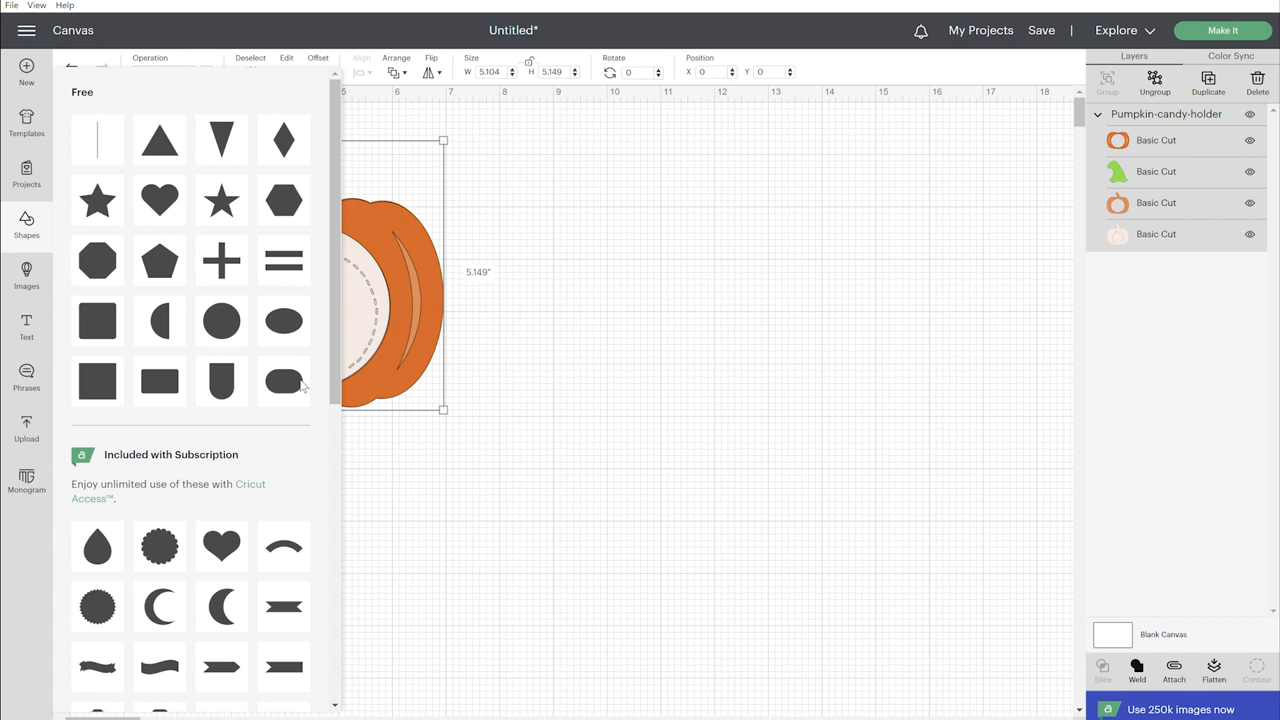 File View Help
Canvas Untitled* My Projects Save | Explore Make It
New
Templates
Projects
Shapes
Images
Text
Phrases
Upload
Monogram
Operation Deselect Edit Offset Align Arrange Flip Size Rotate Position
W 5.104 H 5.149 0 X 0 Y 0
Free
Included with Subscription
Enjoy unlimited use of these with Cricut
Access™.
5 6 7 8 9 10 11 12 13 14 15 16 17 18
5.149"
Layers Color Sync
Group Ungroup Duplicate Delete
Pumpkin-candy-holder
Basic Cut
Basic Cut
Basic Cut
Basic Cut
Blank Canvas
Slice Weld Attach Flatten Contour
Use 250k images now